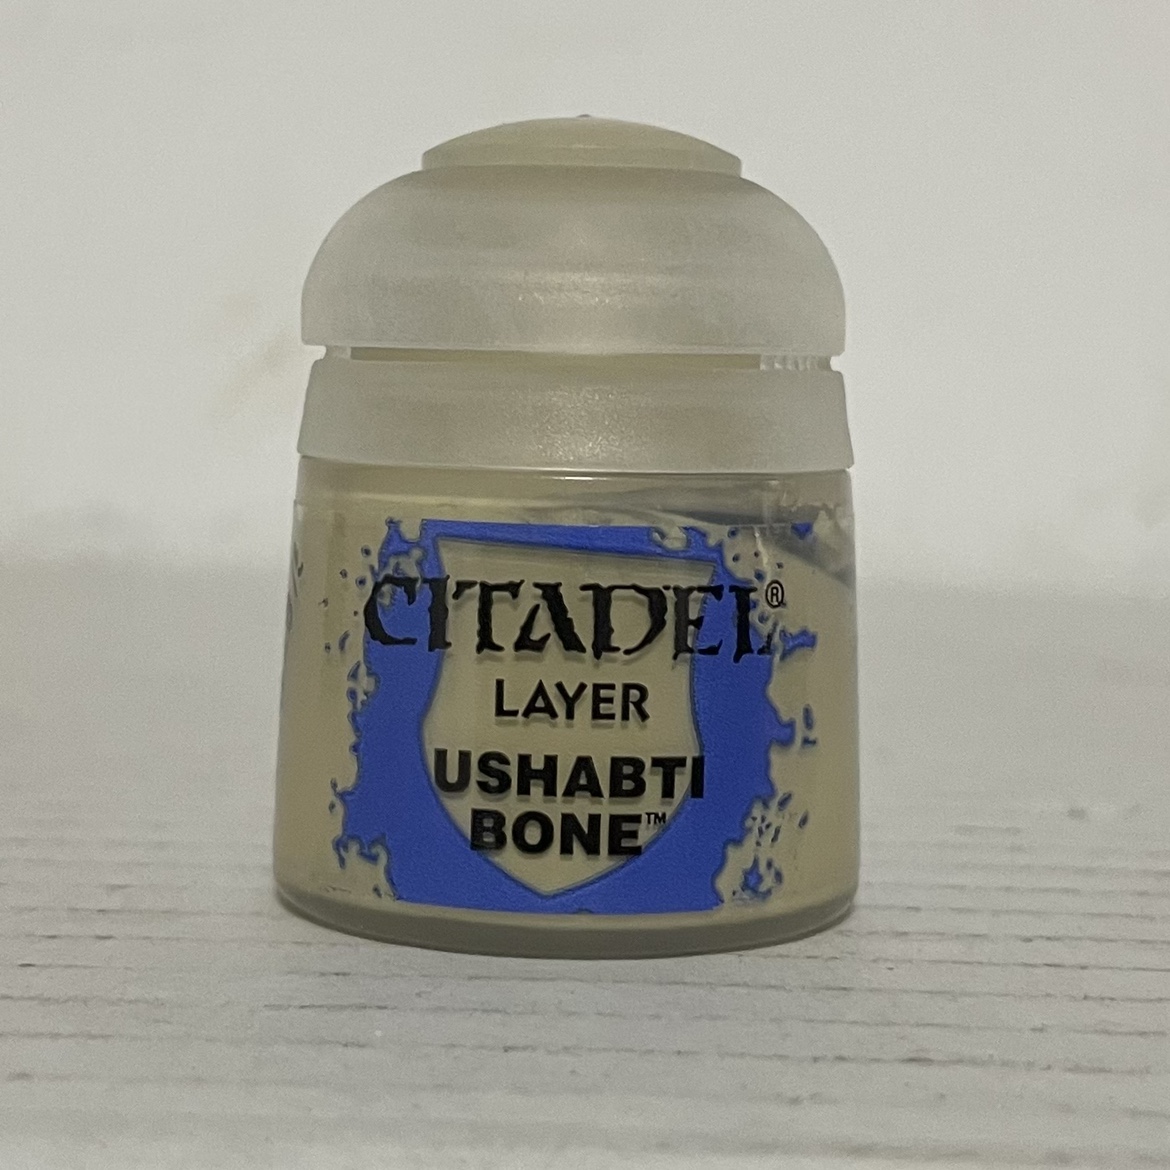 CITADEL®
LAYER
USHABTI
BONE™